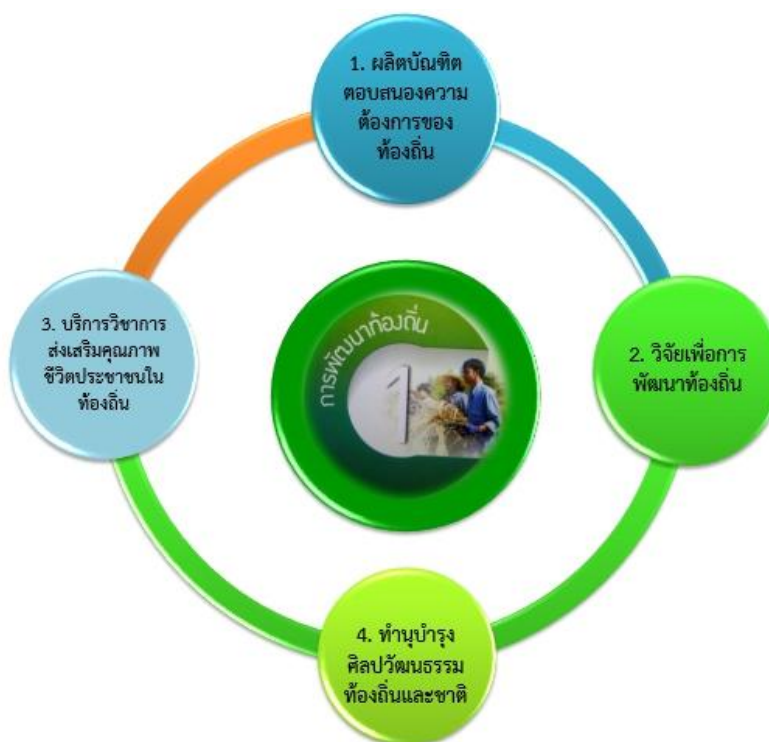 1. ผลิตบัณฑิต
ตอบสนองความ
ต้องการของ
ท้องถิ่น
2. วิจัยเพื่อการ
พัฒนาท้องถิ่น
3. บริการวิชาการ
ส่งเสริมคุณภาพ
ชีวิตประชาชนใน
ท้องถิ่น
4. ทำนุบำรุง
ศิลปวัฒนธรรม
ท้องถิ่นและชาติ
การพัฒนาท้องถิ่น
1